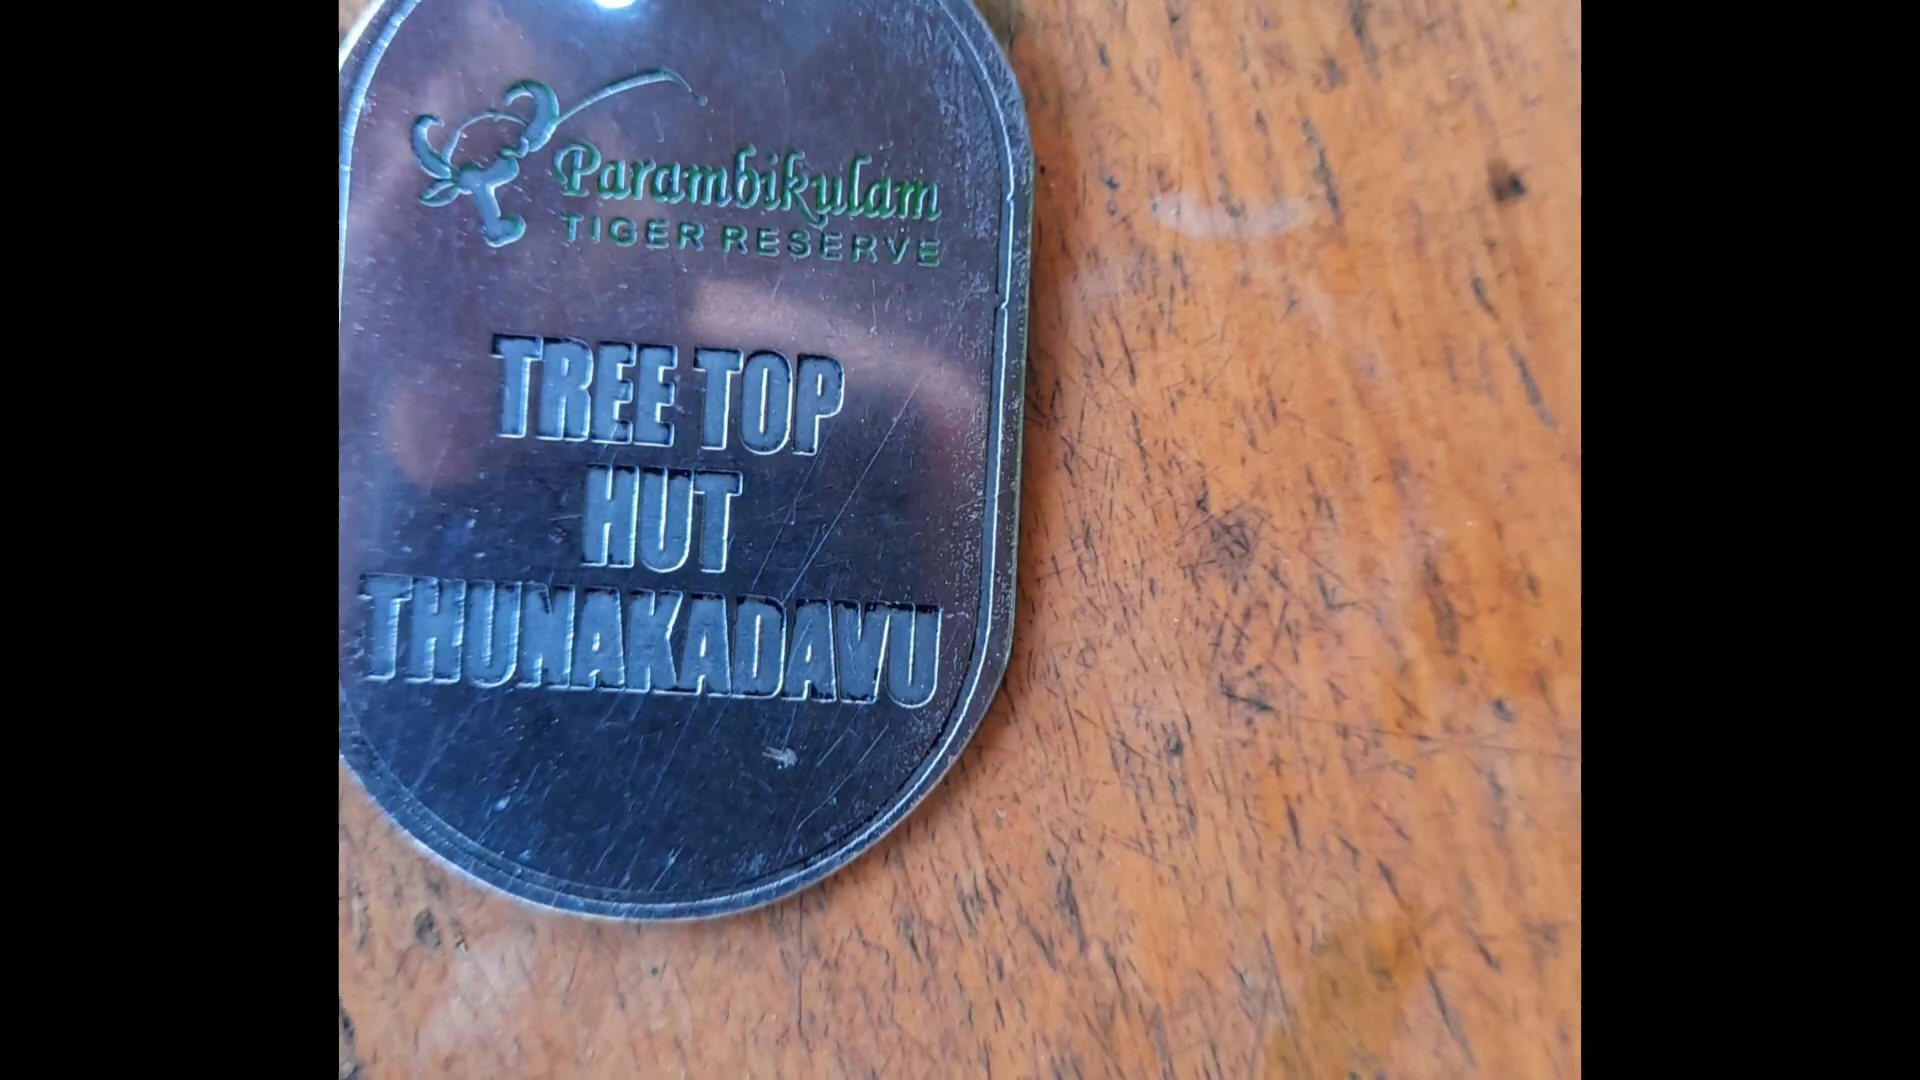 Parambikulam
TIGER RESERVE
TREE TOP
HUT
THUNAKADAVU